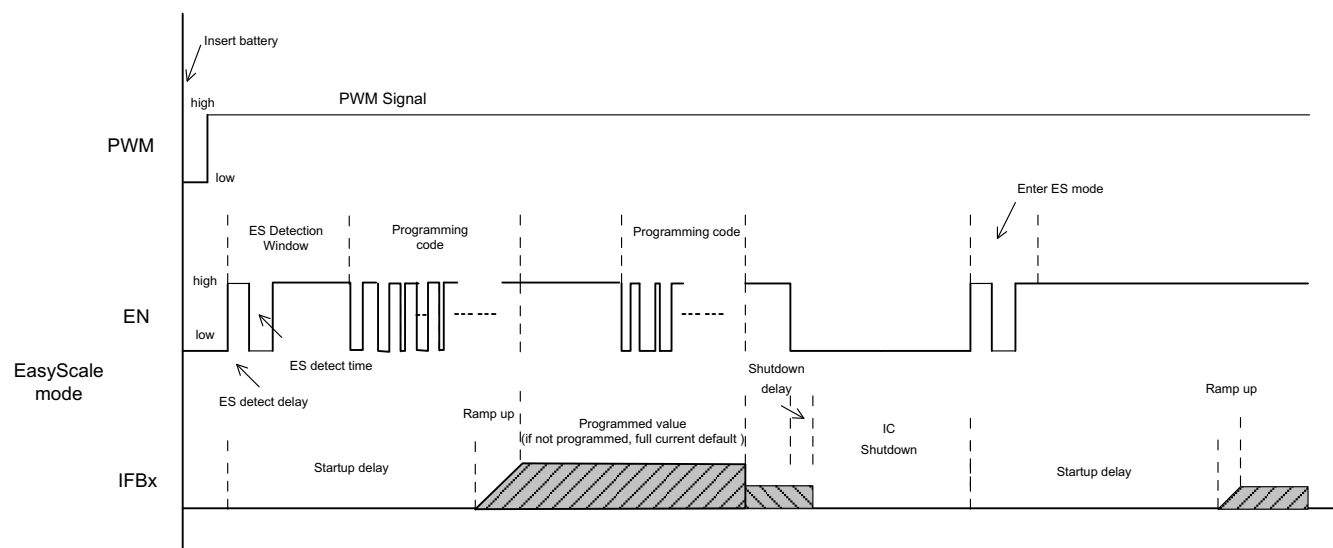 Insert battery
high
PWM Signal
PWM
low
Enter ES mode
ES Detection
Window
Programming
code
Programming code
high
EN
low
ES detect time
EasyScale
mode
ES detect delay
Shutdown
delay
Ramp up
Ramp up
Programmed value
(if not programmed, full current default )
IC
Shutdown
Startup delay
Startup delay
IFBx